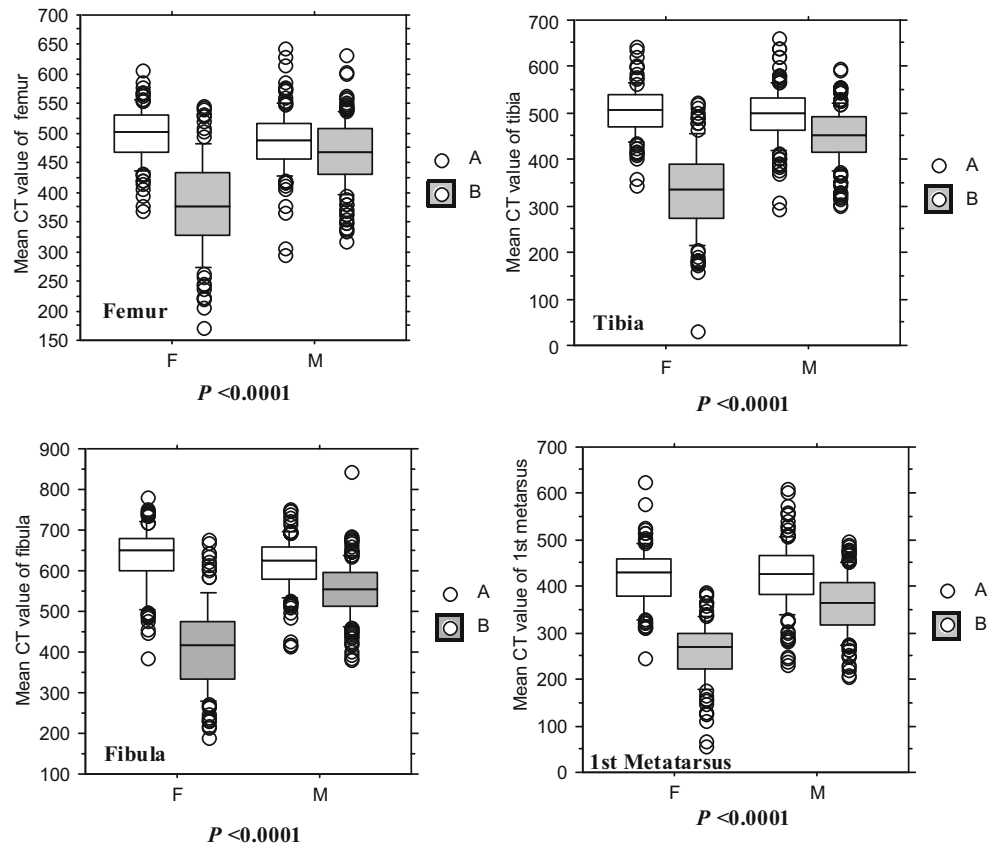 Mean CT value of femur
700
650
600
550
500
450
400
350
300
250
200
150
Femur
F M
P <0.0001
A
B
Mean CT value of tibia
700
600
500
400
300
200
100
0
Tibia
F M
P <0.0001
A
B
Mean CT value of fibula
900
800
700
600
500
400
300
200
100
Fibula
F M
P <0.0001
A
B
Mean CT value of 1st metarsus
700
600
500
400
300
200
100
0
1st Metatarsus
F M
P <0.0001
A
B